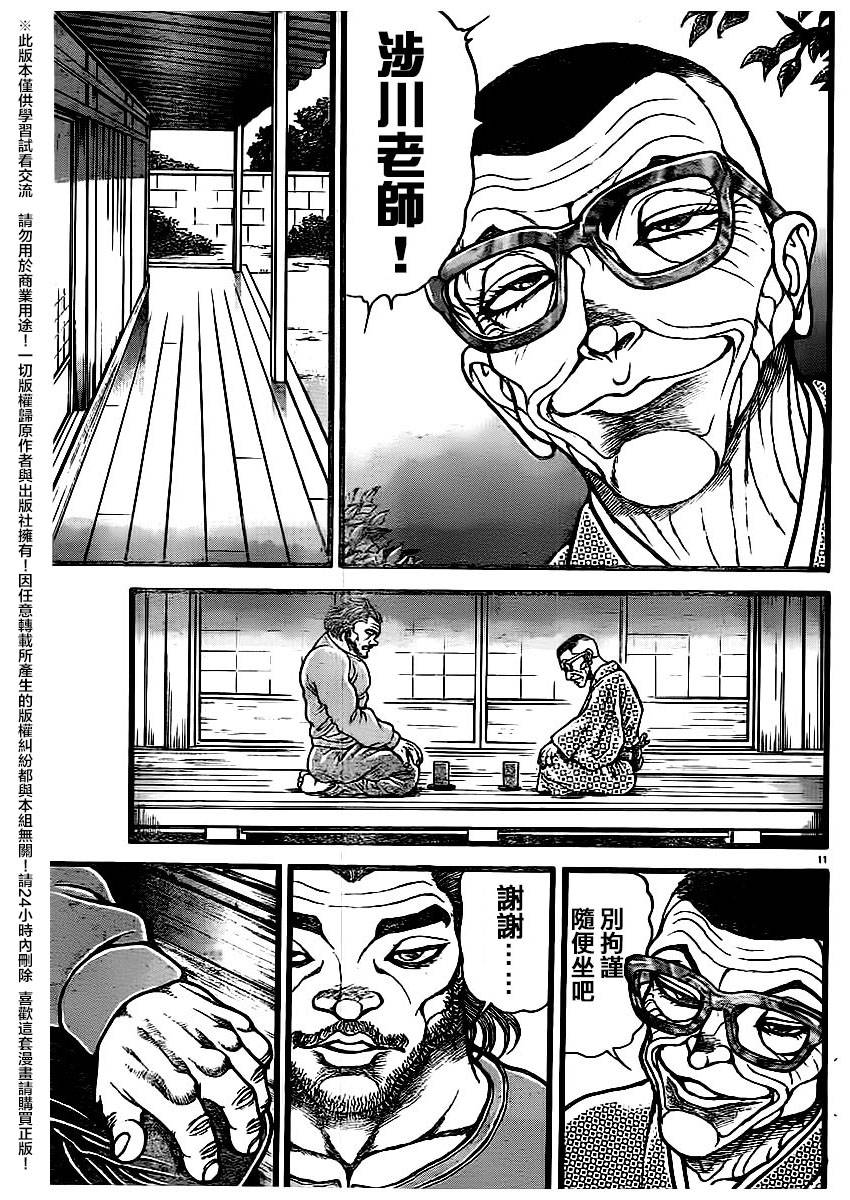 涉川老師！
11
別拘謹
隨便坐吧
謝謝……
※此版本僅供學習試看交流 請勿用於商業用途！一切版權歸原作者與出版社擁有！因任意轉載所產生的版權糾紛都與本組無關！請24小時內刪除 喜歡這套漫畫請購買正版！